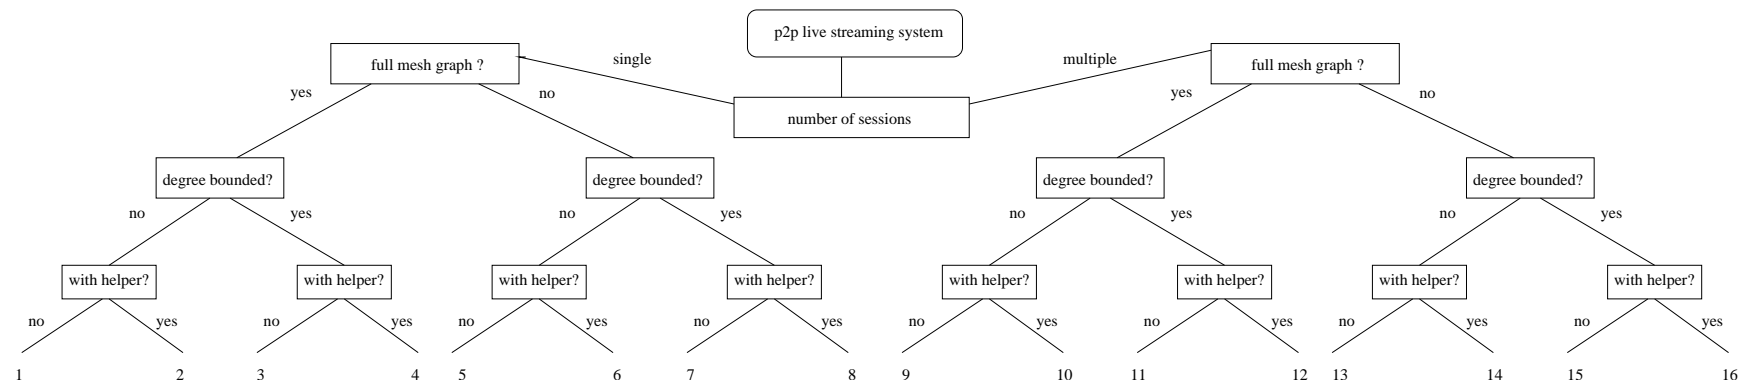 p2p live streaming system
full mesh graph ?
single
multiple
full mesh graph ?
yes
no
number of sessions
yes
no
degree bounded?
degree bounded?
degree bounded?
degree bounded?
no
yes
no
yes
no
yes
no
yes
with helper?
with helper?
with helper?
with helper?
with helper?
with helper?
with helper?
with helper?
no
yes
no
yes
no
yes
no
yes
no
yes
no
yes
no
yes
no
yes
1
2
3
4
5
6
7
8
9
10
11
12
13
14
15
16